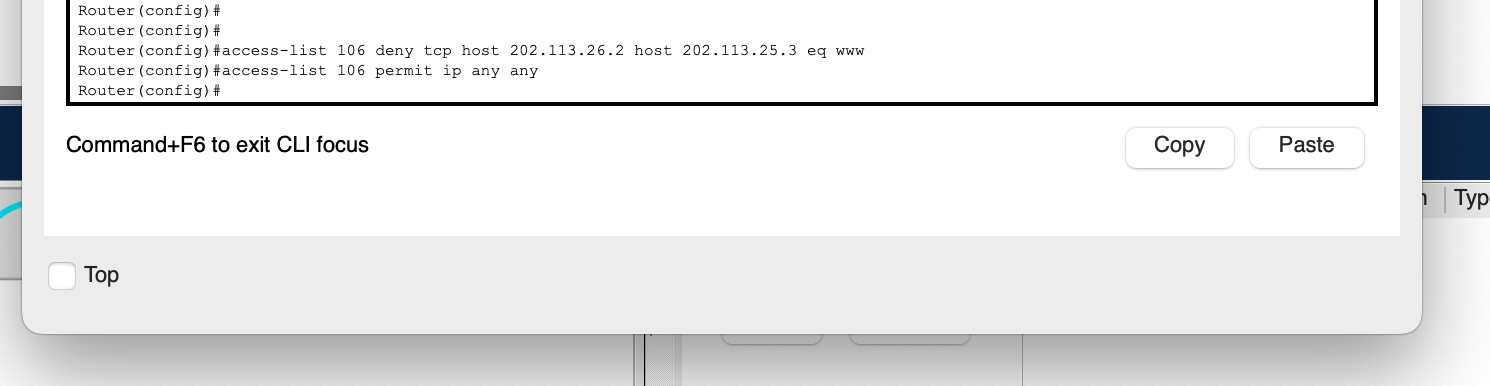 Router(config)#
Router(config)#
Router(config)#access-list 106 deny tcp host 202.113.26.2 host 202.113.25.3 eq www
Router(config)#access-list 106 permit ip any any
Router(config)#
Command+F6 to exit CLI focus
Copy
Paste
Top